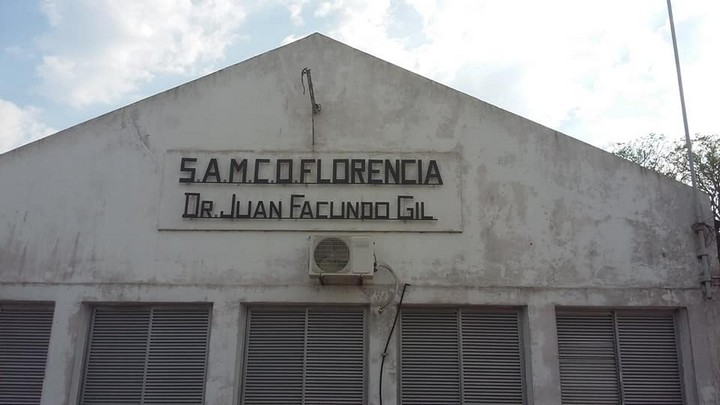 S.A.M.C.O. FLORENCIA
DR. JUAN FACUNDO GIL